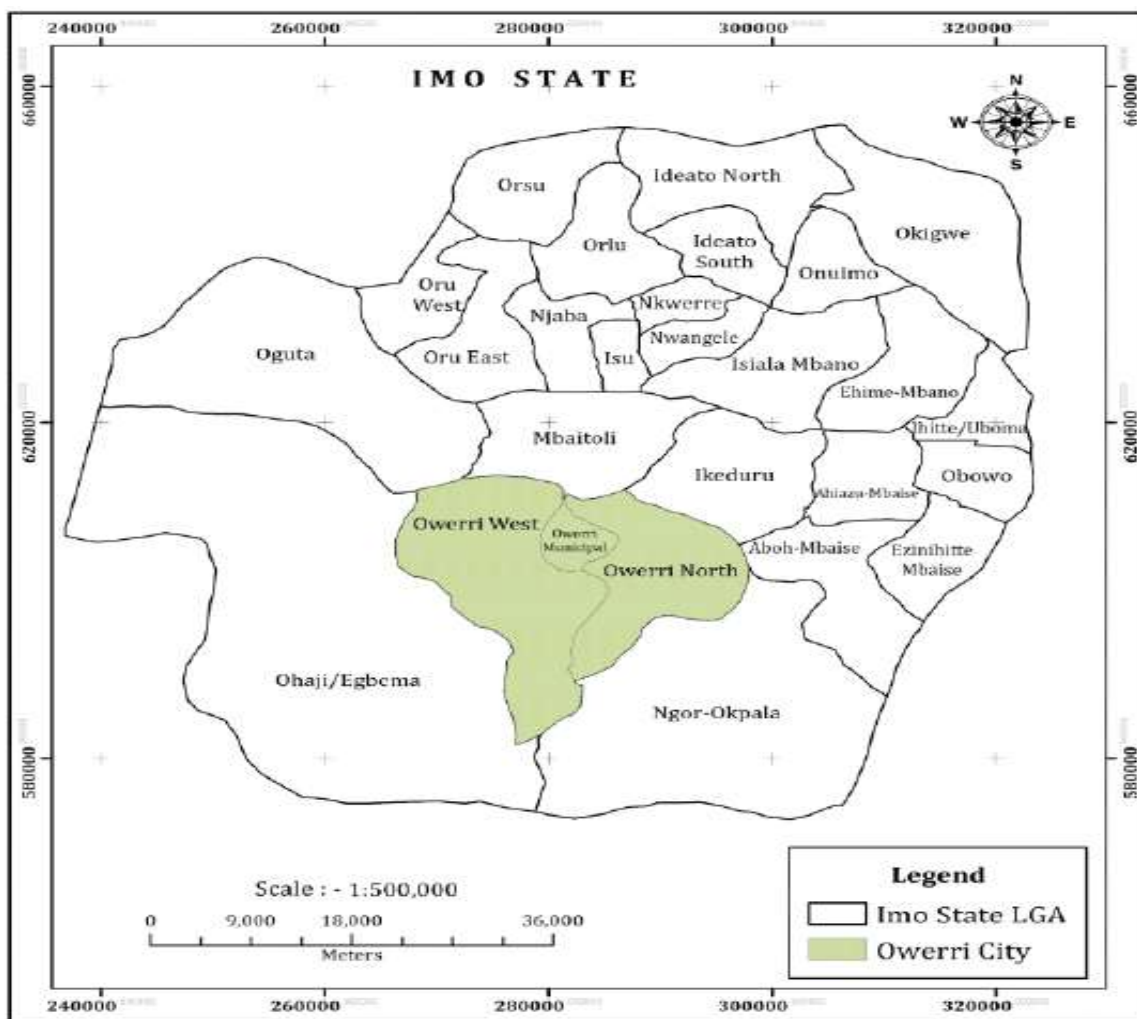 240000 260000 280000 300000 320000
IMO STATE
660000
660000
N
W E
S
Orsu
Ideato North
Okigwe
Orlu
Ideato
South
Onuimo
Oru
West
Njaba
Nkwerre
Nwangele
Oguta
Oru East
Isu
Isiala Mbano
Ehime-Mbano
620000
620000
Mbaitoli
Ihitte/Uboma
Ikeduru
Obowo
Ahiazu-Mbaise
Owerri West
Owerri
Municipal
Aboh-Mbaise
Ezinihitte
Mbaise
Owerri North
Ohaji/Egbema
Ngor-Okpala
580000
580000
Scale : - 1:500,000
0 9,000 18,000 36,000
Meters
Legend
Imo State LGA
Owerri City
240000 260000 280000 300000 320000